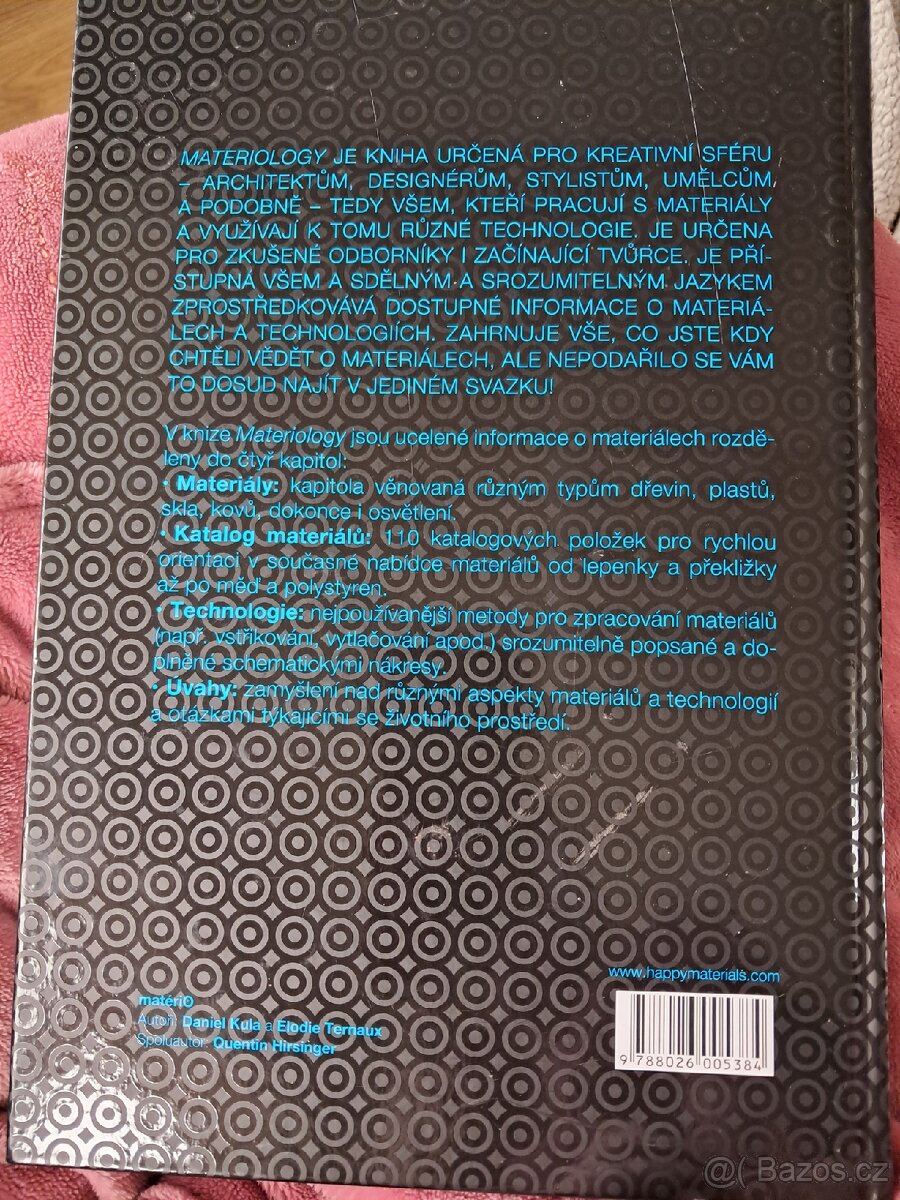 MATERIOLOGY JE KNIHA URČENÁ PRO KREATIVNÍ SFÉRU
– ARCHITEKTŮM, DESIGNÉRŮM, STYLISTŮM, UMĚLCŮM
A PODOBNĚ – TEDY VŠEM, KTEŘÍ PRACUJÍ S MATERIÁLY
A VYUŽÍVAJÍ K TOMU RŮZNÉ TECHNOLOGIE. JE URČENA
PRO ZKUŠENÉ ODBORNÍKY I ZAČÍNAJÍCÍ TVŮRCE. JE PŘÍ-
STUPNÁ VŠEM A SDĚLNÝM A SROZUMITELNÝM JAZYKEM
ZPROSTŘEDKOVÁVÁ DOSTUPNÉ INFORMACE O MATERIÁ-
LECH A TECHNOLOGIÍCH. ZAHRNUJE VŠE, CO JSTE KDY
CHTĚLI VĚDĚT O MATERIÁLECH, ALE NEPODAŘILO SE VÁM
TO DOSUD NAJÍT V JEDINÉM SVAZKU!
V knize Materiology jsou ucelené informace o materiálech rozdě-
leny do čtyř kapitol:
• Materiály: kapitola věnovaná různým typům dřevin, plastů,
skla, kovů, dokonce i osvětlení.
• Katalog materiálů: 110 katalogových položek pro rychlou
orientaci v současné nabídce materiálů od lepenky a překližky
až po měď a polystyren.
• Technologie: nejpoužívanější metody pro zpracování materiálů
(např. vstřikování, vytlačování apod.) srozumitelně popsané a do-
plněné schematickými nákresy.
• Úvahy: zamyšlení nad různými aspekty materiálů a technologií
a otázkami týkajícími se životního prostředí.
www.happymaterials.com
matériO
Autoři: Daniel Kula a Elodie Ternaux
Spoluautor: Quentin Hirsinger
9 788026 005384
@( Bazos.cz